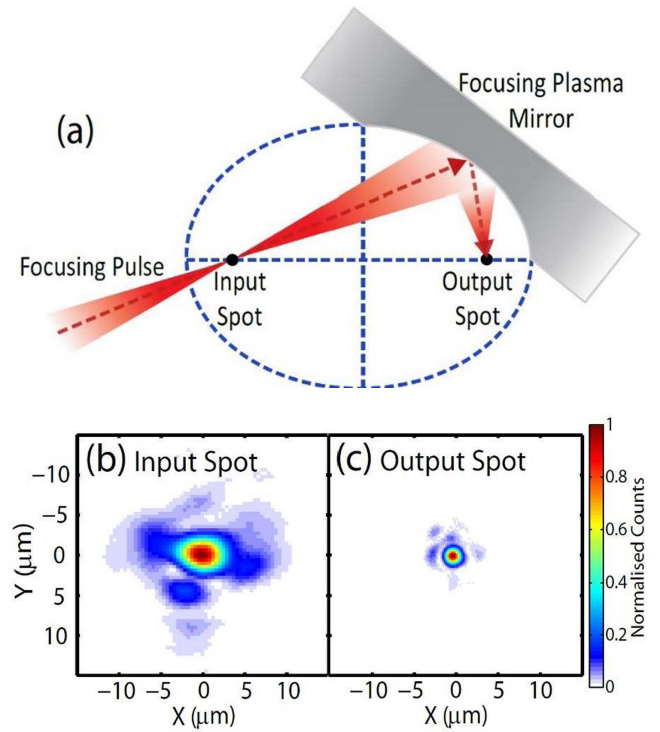 (a)
Focusing Plasma
Mirror
Focusing Pulse
Input
Spot
Output
Spot
(b) Input Spot
(c) Output Spot
−10
−5
0
5
10
Y (μm)
−10 −5 0 5 10
X (μm)
−10 −5 0 5 10
X (μm)
1
0.8
0.6
0.4
0.2
0
Normalised Counts